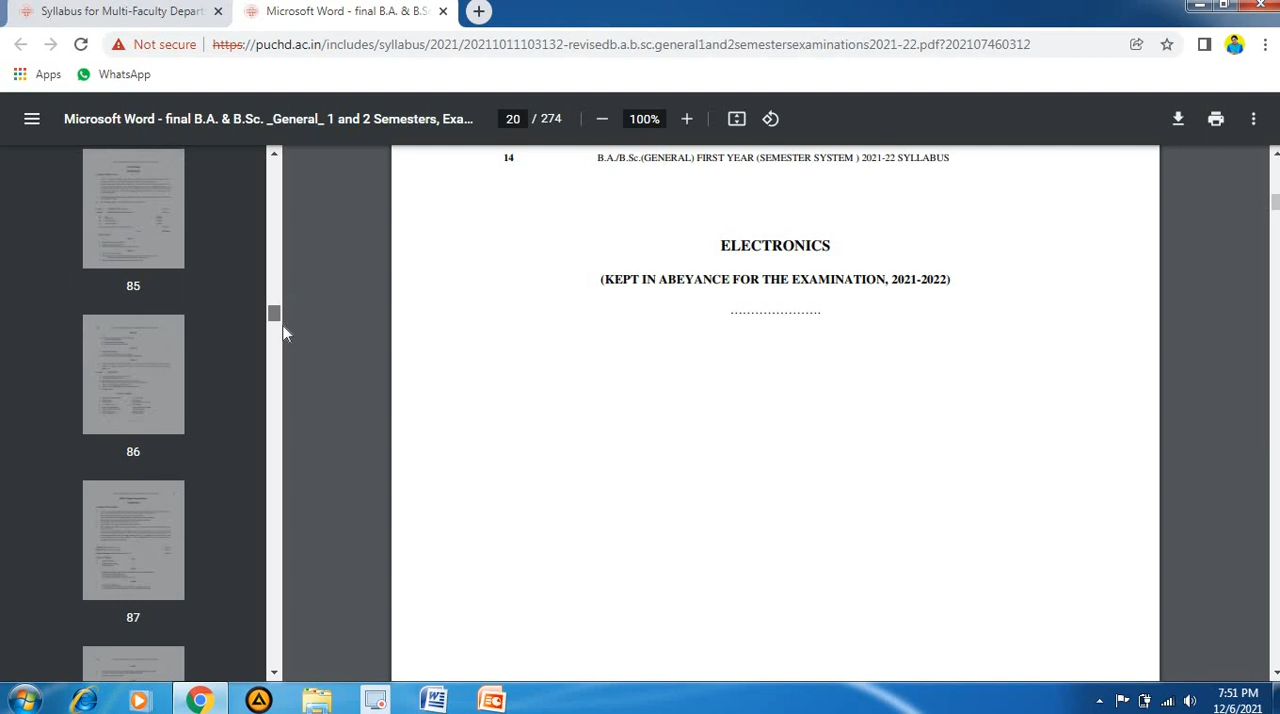 Syllabus for Multi-Faculty Depart
Microsoft Word - final B.A. & B.S
Not secure
https://puchd.ac.in/includes/syllabus/2021/20211011103132-revisedb.a.b.sc.general1and2semestersexaminations2021-22.pdf?202107460312
Apps
WhatsApp
Microsoft Word - final B.A. & B.Sc. _General_ 1 and 2 Semesters, Exa...
20 / 274
100%
85
86
87
14 B.A./B.Sc.(GENERAL) FIRST YEAR (SEMESTER SYSTEM ) 2021-22 SYLLABUS
ELECTRONICS
(KEPT IN ABEYANCE FOR THE EXAMINATION, 2021-2022)
......................
7:51 PM
12/6/2021